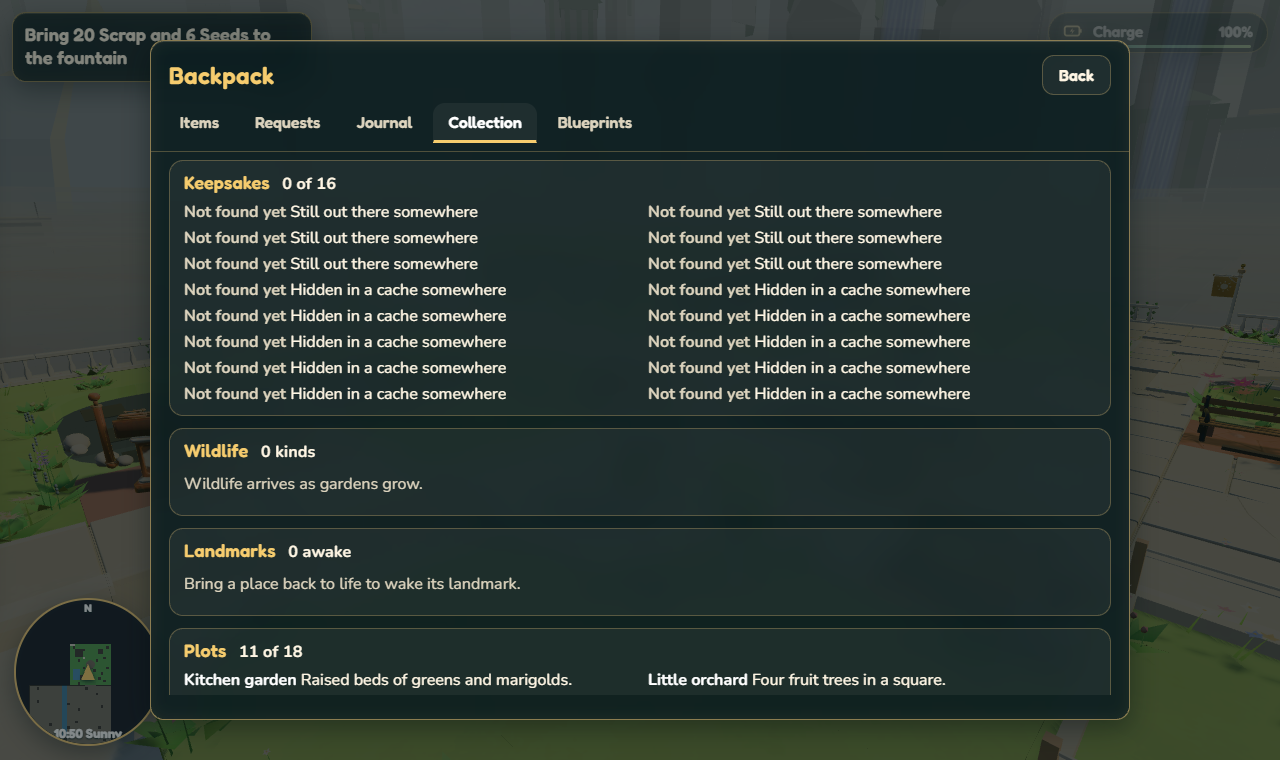 Bring 20 Scrap and 6 Seeds to
the fountain
Charge 100%
Backpack
Back
Items Requests Journal Collection Blueprints
Keepsakes 0 of 16
Not found yet Still out there somewhere Not found yet Still out there somewhere
Not found yet Still out there somewhere Not found yet Still out there somewhere
Not found yet Still out there somewhere Not found yet Still out there somewhere
Not found yet Hidden in a cache somewhere Not found yet Hidden in a cache somewhere
Not found yet Hidden in a cache somewhere Not found yet Hidden in a cache somewhere
Not found yet Hidden in a cache somewhere Not found yet Hidden in a cache somewhere
Not found yet Hidden in a cache somewhere Not found yet Hidden in a cache somewhere
Not found yet Hidden in a cache somewhere Not found yet Hidden in a cache somewhere
Wildlife 0 kinds
Wildlife arrives as gardens grow.
Landmarks 0 awake
Bring a place back to life to wake its landmark.
Plots 11 of 18
Kitchen garden Raised beds of greens and marigolds. Little orchard Four fruit trees in a square.
N
10:50 Sunny